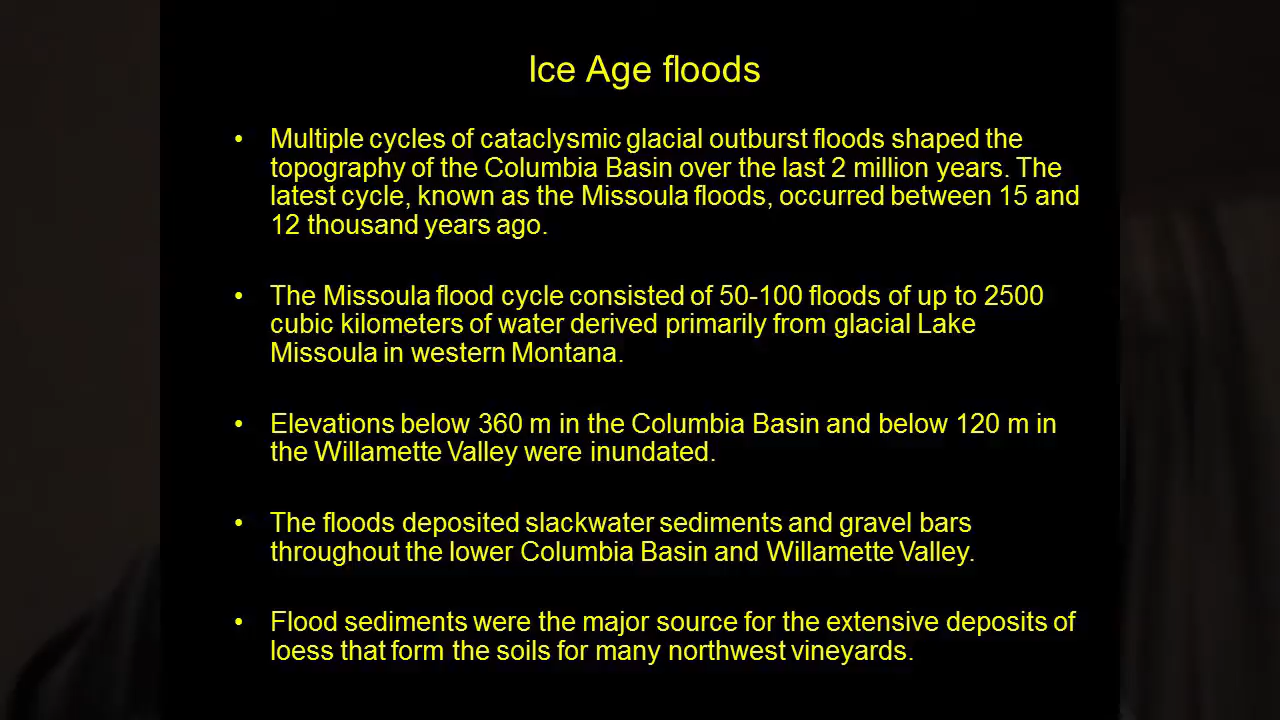 Ice Age floods
• Multiple cycles of cataclysmic glacial outburst floods shaped the
topography of the Columbia Basin over the last 2 million years. The
latest cycle, known as the Missoula floods, occurred between 15 and
12 thousand years ago.
• The Missoula flood cycle consisted of 50-100 floods of up to 2500
cubic kilometers of water derived primarily from glacial Lake
Missoula in western Montana.
• Elevations below 360 m in the Columbia Basin and below 120 m in
the Willamette Valley were inundated.
• The floods deposited slackwater sediments and gravel bars
throughout the lower Columbia Basin and Willamette Valley.
• Flood sediments were the major source for the extensive deposits of
loess that form the soils for many northwest vineyards.